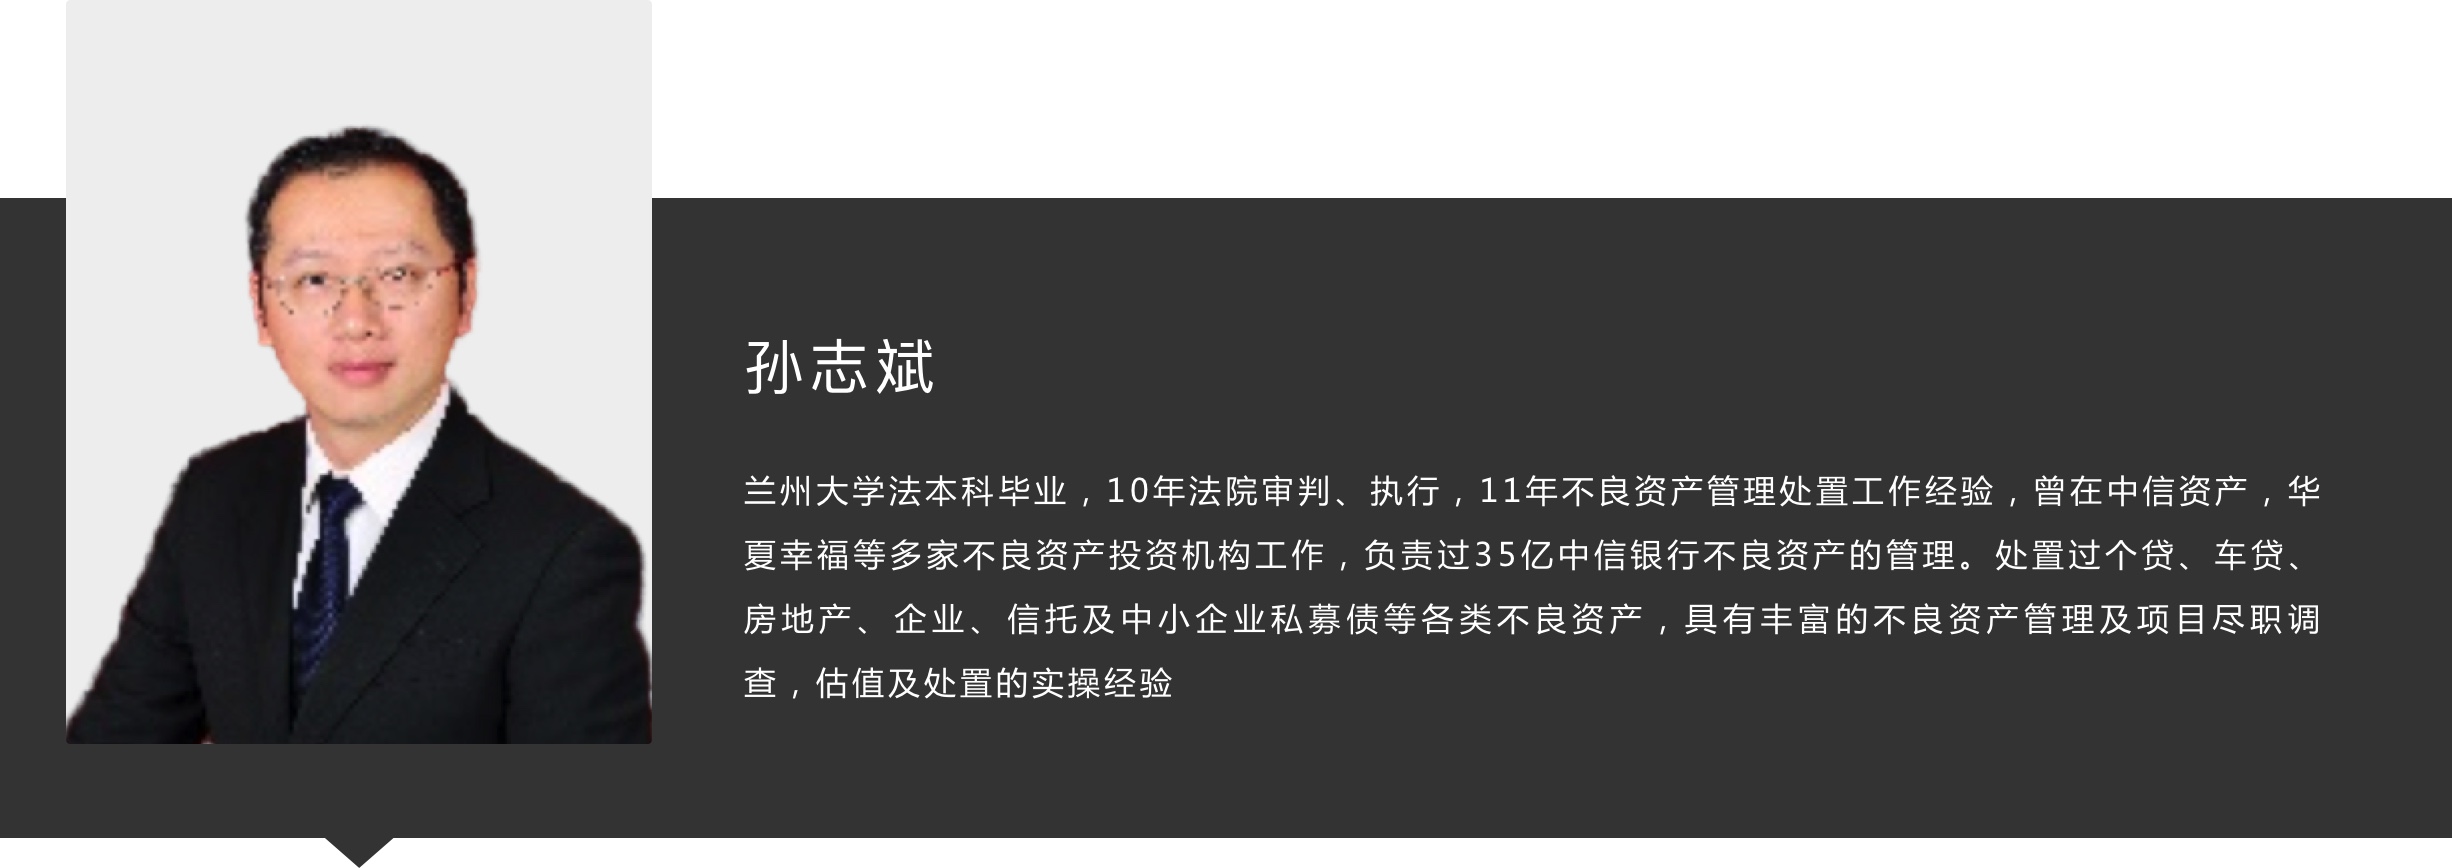 孙志斌
兰州大学法本科毕业，10年法院审判、执行，11年不良资产管理处置工作经验，曾在中信资产，华
夏幸福等多家不良资产投资机构工作，负责过35亿中信银行不良资产的管理。处置过个贷、车贷、
房地产、企业、信托及中小企业私募债等各类不良资产，具有丰富的不良资产管理及项目尽职调
查，估值及处置的实操经验